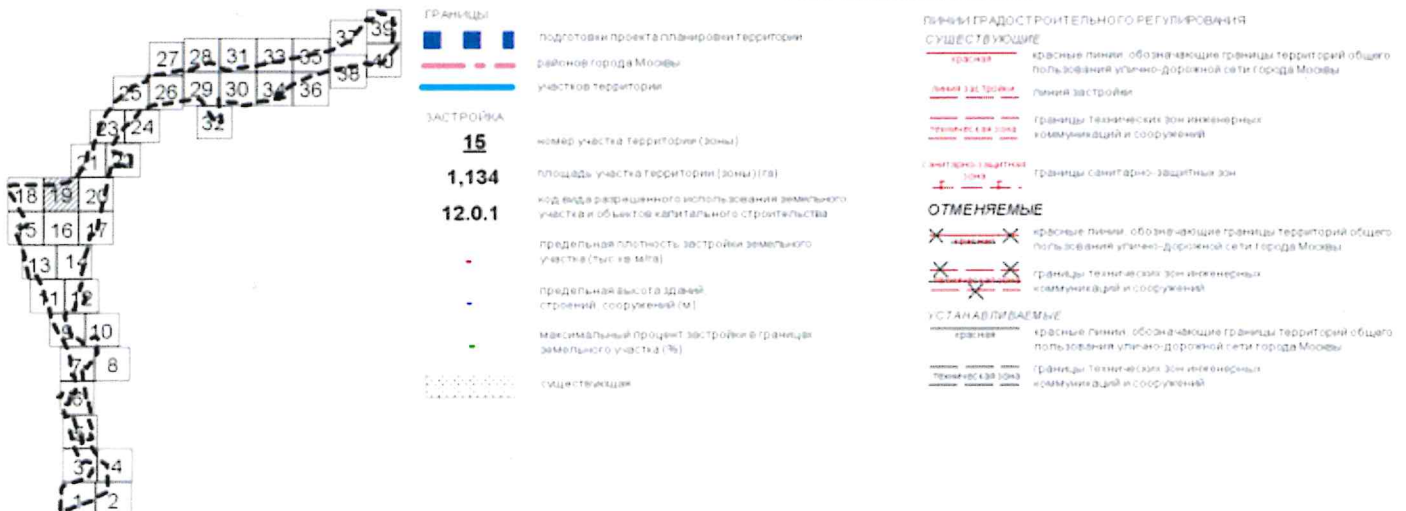 39
37
27 28 31 33 35
40
38
25 26 29 30 34 36
32
23 24
21
18 19 20
15 16 17
13 14
11 12
9 10
7 8
6
5
3 4
1 2
ГРАНИЦЫ
подготовки проекта планировки территории
районов города Москвы
участков территории
ЗАСТРОЙКА
15
номер участка территории (зоны)
1,134
площадь участка территории (зоны) (га)
12.0.1
код вида разрешенного использования земельного
участка и объектов капитального строительства
предельная плотность застройки земельного
участка (тыс.кв.м/га)
предельная высота зданий
строений, сооружений (м)
максимальный процент застройки в границах
земельного участка (%)
существующая
ЛИНИИ ГРАДОСТРОИТЕЛЬНОГО РЕГУЛИРОВАНИЯ
СУЩЕСТВУЮЩИЕ
красная
красные линии, обозначающие границы территорий общего
пользования улично-дорожной сети города Москвы
линия застройки
линия застройки
техническая зона
границы технических зон инженерных
коммуникаций и сооружений
санитарно-защитная
зона
границы санитарно-защитных зон
ОТМЕНЯЕМЫЕ
красная
красные линии, обозначающие границы территорий общего
пользования улично-дорожной сети города Москвы
техническая зона
границы технических зон инженерных
коммуникаций и сооружений
УСТАНАВЛИВАЕМЫЕ
красная
красные линии, обозначающие границы территорий общего
пользования улично-дорожной сети города Москвы
техническая зона
границы технических зон инженерных
коммуникаций и сооружений